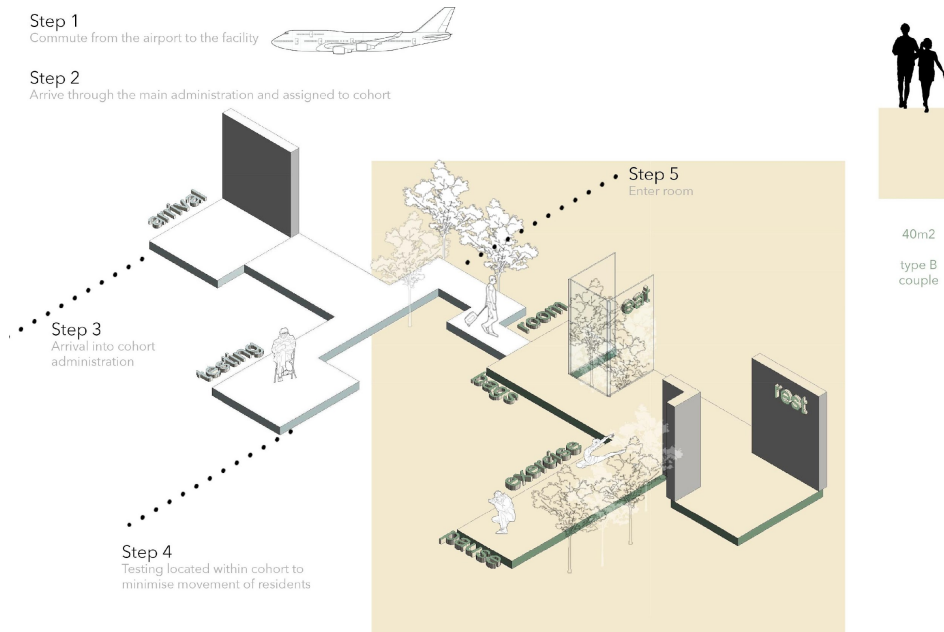 Step 1
Commute from the airport to the facility
Step 2
Arrive through the main administration and assigned to cohort
arrival
Step 3
Arrival into cohort
administration
testing
Step 4
Testing located within cohort to
minimise movement of residents
Step 5
Enter room
room
eat
rest
explore
pause
40m2
type B
couple